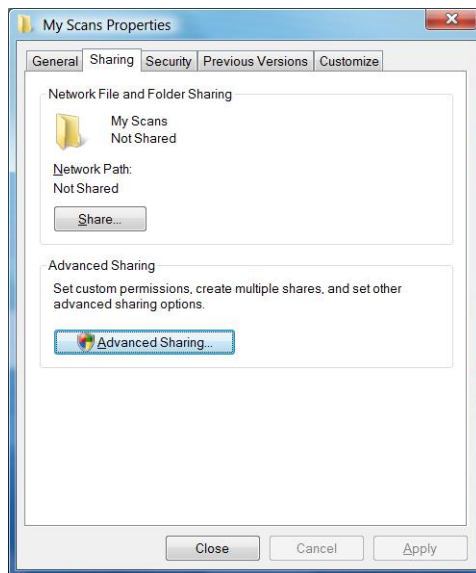 My Scans Properties
General Sharing Security Previous Versions Customize
Network File and Folder Sharing
My Scans
Not Shared
Network Path:
Not Shared
Share...
Advanced Sharing
Set custom permissions, create multiple shares, and set other
advanced sharing options.
Advanced Sharing...
Close Cancel Apply